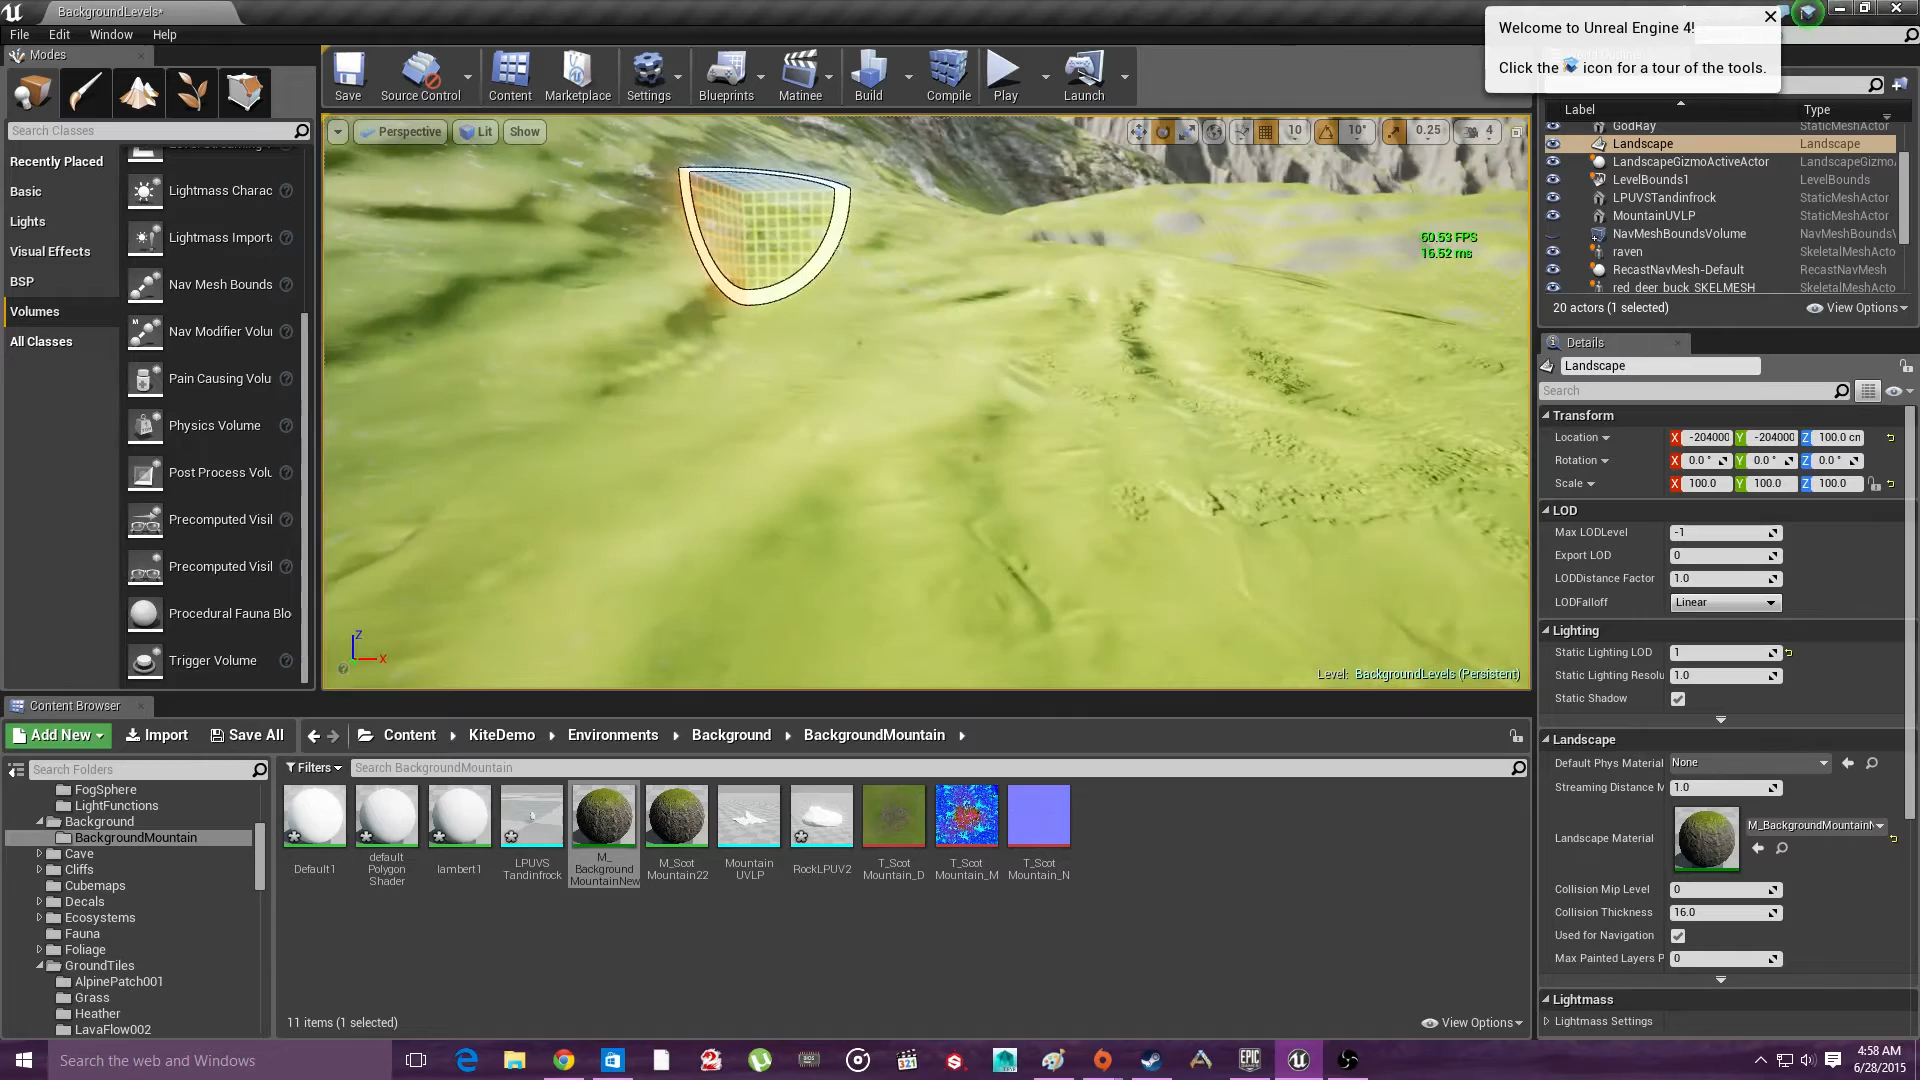 BackgroundLevels*
File Edit Window Help
Welcome to Unreal Engine 4!
Click the icon for a tour of the tools.
Modes
Search Classes
Recently Placed
Basic
Lights
Visual Effects
BSP
Volumes
All Classes
Lightmass Charac
Lightmass Importa
Nav Mesh Bounds
Nav Modifier Volur
Pain Causing Volu
Physics Volume
Post Process Volu
Precomputed Visil
Precomputed Visil
Procedural Fauna Blo
Trigger Volume
Save
Source Control
Content
Marketplace
Settings
Blueprints
Matinee
Build
Compile
Play
Launch
Perspective Lit Show
10 10° 0.25 4
60.53 FPS
16.52 ms
Z
X
Level: BackgroundLevels (Persistent)
Label Type
GodRay StaticMeshActor
Landscape Landscape
LandscapeGizmoActiveActor LandscapeGizmo
LevelBounds1 LevelBounds
LPUVSTandinfrock StaticMeshActor
MountainUVLP StaticMeshActor
NavMeshBoundsVolume NavMeshBoundsV
raven SkeletalMeshActo
RecastNavMesh-Default RecastNavMesh
red_deer_buck_SKELMESH SkeletalMeshActo
20 actors (1 selected) View Options
Details
Landscape
Search
Transform
Location X -204000 Y -204000 Z 100.0 cm
Rotation X 0.0 ° Y 0.0 ° Z 0.0 °
Scale X 100.0 Y 100.0 Z 100.0
LOD
Max LODLevel -1
Export LOD 0
LODDistance Factor 1.0
LODFalloff Linear
Lighting
Static Lighting LOD 1
Static Lighting Resolu 1.0
Static Shadow
Landscape
Default Phys Material None
Streaming Distance M 1.0
Landscape Material M_BackgroundMountainN
Collision Mip Level 0
Collision Thickness 16.0
Used for Navigation
Max Painted Layers P 0
Lightmass
Lightmass Settings
Content Browser
Add New Import Save All Content KiteDemo Environments Background BackgroundMountain
Search Folders
Filters Search BackgroundMountain
FogSphere
LightFunctions
Background
BackgroundMountain
Cave
Cliffs
Cubemaps
Decals
Ecosystems
Fauna
Foliage
GroundTiles
AlpinePatch001
Grass
Heather
LavaFlow002
Default1
default
Polygon
Shader
lambert1
LPUVS
Tandinfrock
M_
Background
MountainNew
M_Scot
Mountain22
Mountain
UVLP
RockLPUV2
T_Scot
Mountain_D
T_Scot
Mountain_M
T_Scot
Mountain_N
11 items (1 selected) View Options
Search the web and Windows
4:58 AM
6/28/2015